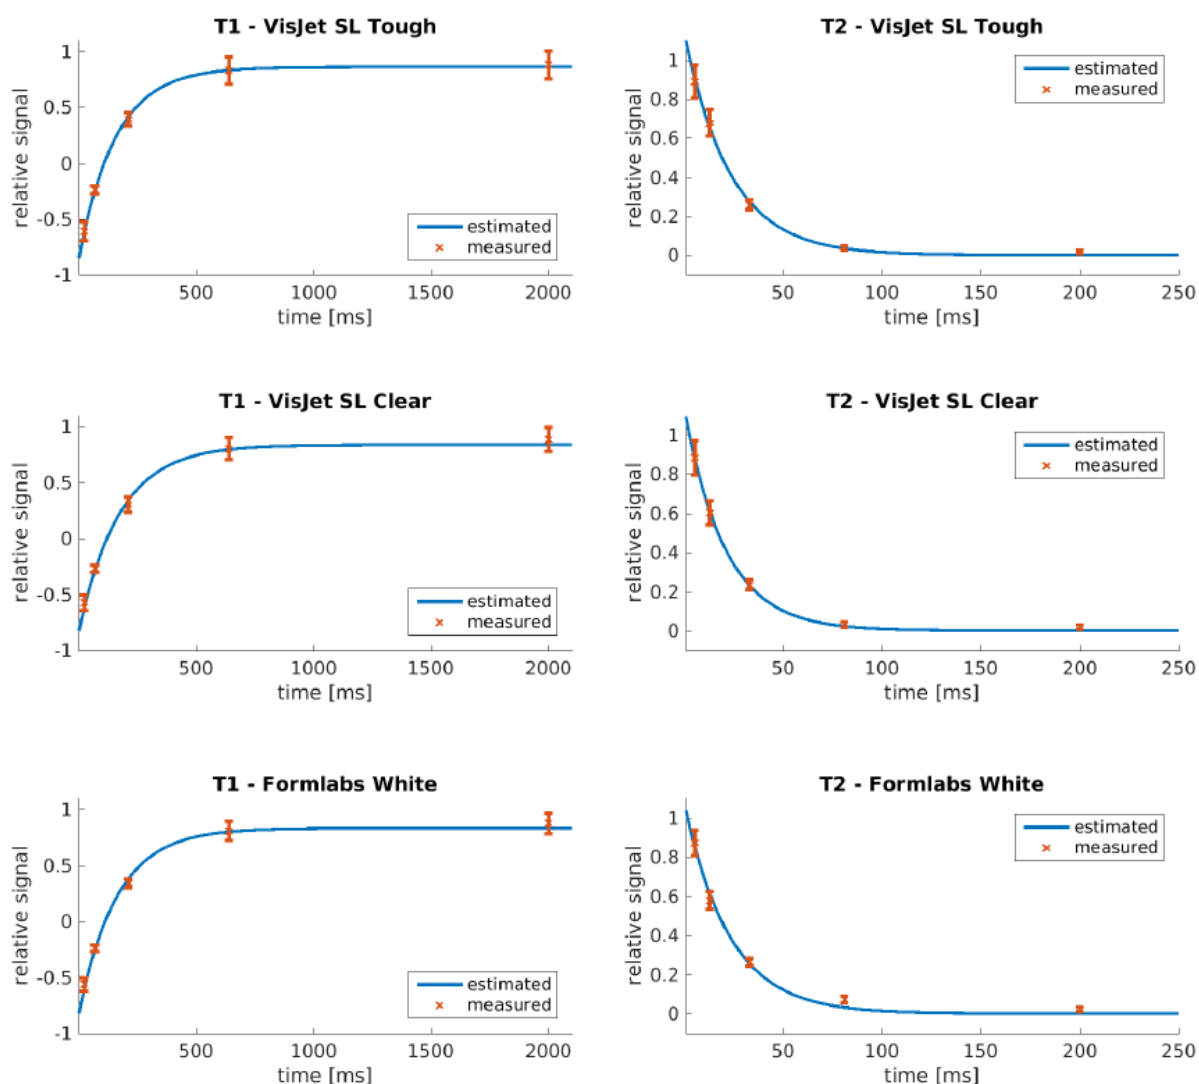 T1 - VisJet SL Tough
relative signal
1
0.5
0
-0.5
-1
500
1000
1500
2000
time [ms]
estimated
measured
T2 - VisJet SL Tough
relative signal
1
0.8
0.6
0.4
0.2
0
50
100
150
200
250
time [ms]
estimated
measured
T1 - VisJet SL Clear
relative signal
1
0.5
0
-0.5
-1
500
1000
1500
2000
time [ms]
estimated
measured
T2 - VisJet SL Clear
relative signal
1
0.8
0.6
0.4
0.2
0
50
100
150
200
250
time [ms]
estimated
measured
T1 - Formlabs White
relative signal
1
0.5
0
-0.5
-1
500
1000
1500
2000
time [ms]
estimated
measured
T2 - Formlabs White
relative signal
1
0.8
0.6
0.4
0.2
0
50
100
150
200
250
time [ms]
estimated
measured